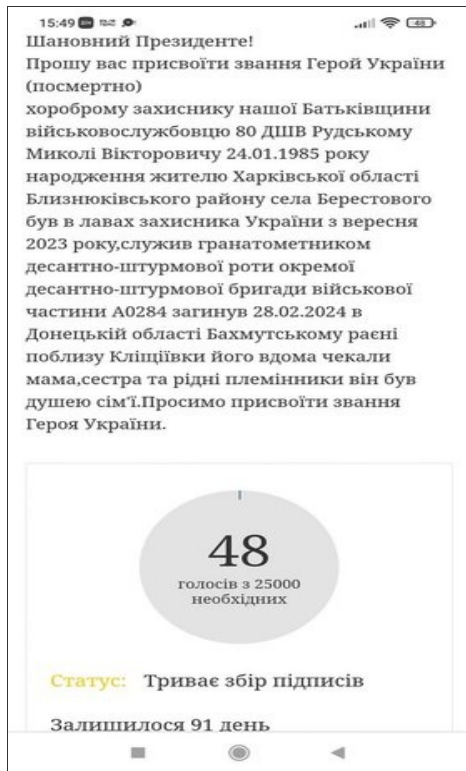 15:49
48
Шановний Президенте!
Прошу вас присвоїти звання Герой України
(посмертно)
хороброму захиснику нашої Батьківщини
військовослужбовцю 80 ДШВ Рудському
Миколі Вікторовичу 24.01.1985 року
народження жителю Харківської області
Близнюківського району села Берестового
був в лавах захисника України з вересня
2023 року,служив гранатометником
десантно-штурмової роти окремої
десантно-штурмової бригади військової
частини А0284 загинув 28.02.2024 в
Донецькій області Бахмутському раєні
поблизу Кліщіївки його вдома чекали
мама,сестра та рідні племінники він був
душею сім'ї.Просимо присвоїти звання
Героя України.
48
голосів з 25000
необхідних
Статус: Триває збір підписів
Залишилося 91 день